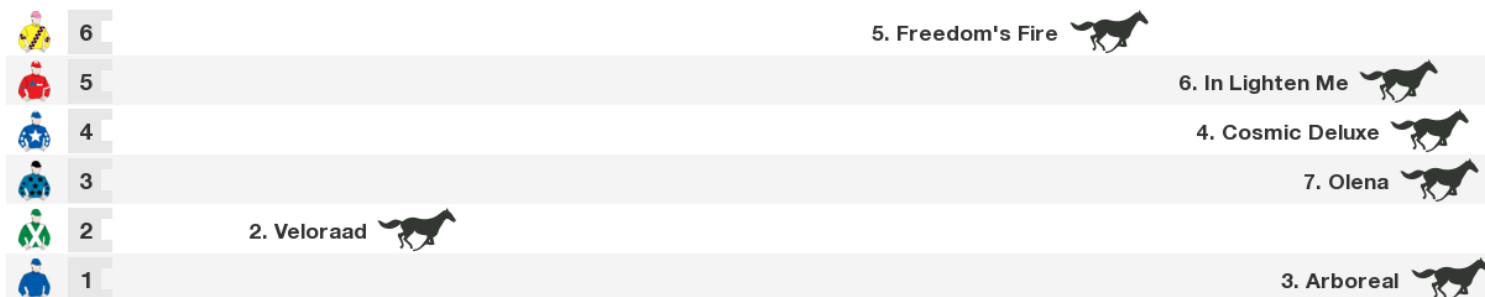 6 5. Freedom's Fire
5 6. In Lighten Me
4 4. Cosmic Deluxe
3 7. Olena
2 2. Veloraad
1 3. Arboreal